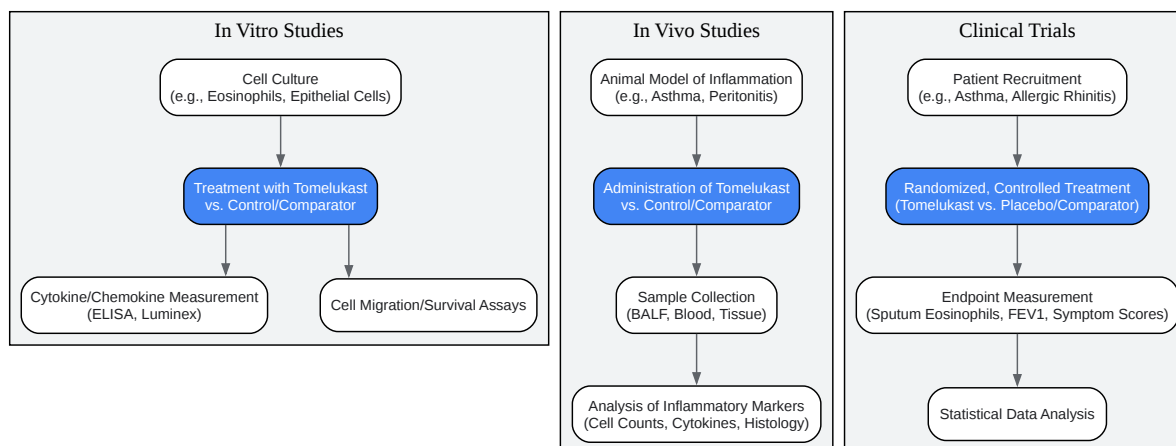 In Vitro Studies
Cell Culture
(e.g., Eosinophils, Epithelial Cells)
Treatment with Tomelukast
vs. Control/Comparator
Cytokine/Chemokine Measurement
(ELISA, Luminex)
Cell Migration/Survival Assays
In Vivo Studies
Animal Model of Inflammation
(e.g., Asthma, Peritonitis)
Administration of Tomelukast
vs. Control/Comparator
Sample Collection
(BALF, Blood, Tissue)
Analysis of Inflammatory Markers
(Cell Counts, Cytokines, Histology)
Clinical Trials
Patient Recruitment
(e.g., Asthma, Allergic Rhinitis)
Randomized, Controlled Treatment
(Tomelukast vs. Placebo/Comparator)
Endpoint Measurement
(Sputum Eosinophils, FEV1, Symptom Scores)
Statistical Data Analysis